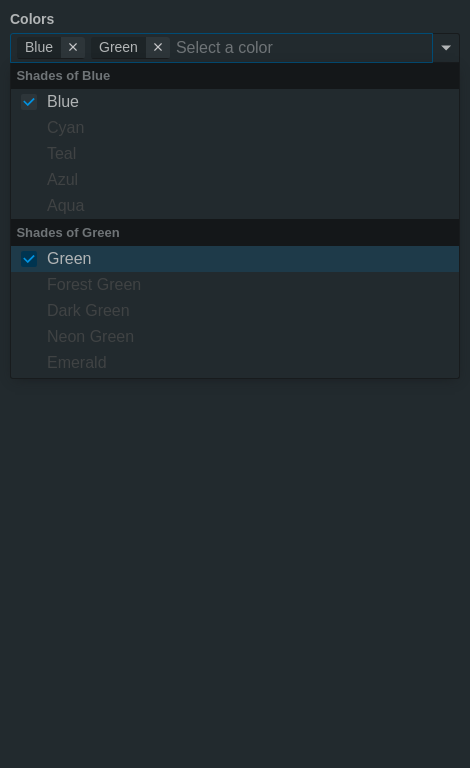 Colors
Blue Green Select a color
Shades of Blue
Blue
Cyan
Teal
Azul
Aqua
Shades of Green
Green
Forest Green
Dark Green
Neon Green
Emerald